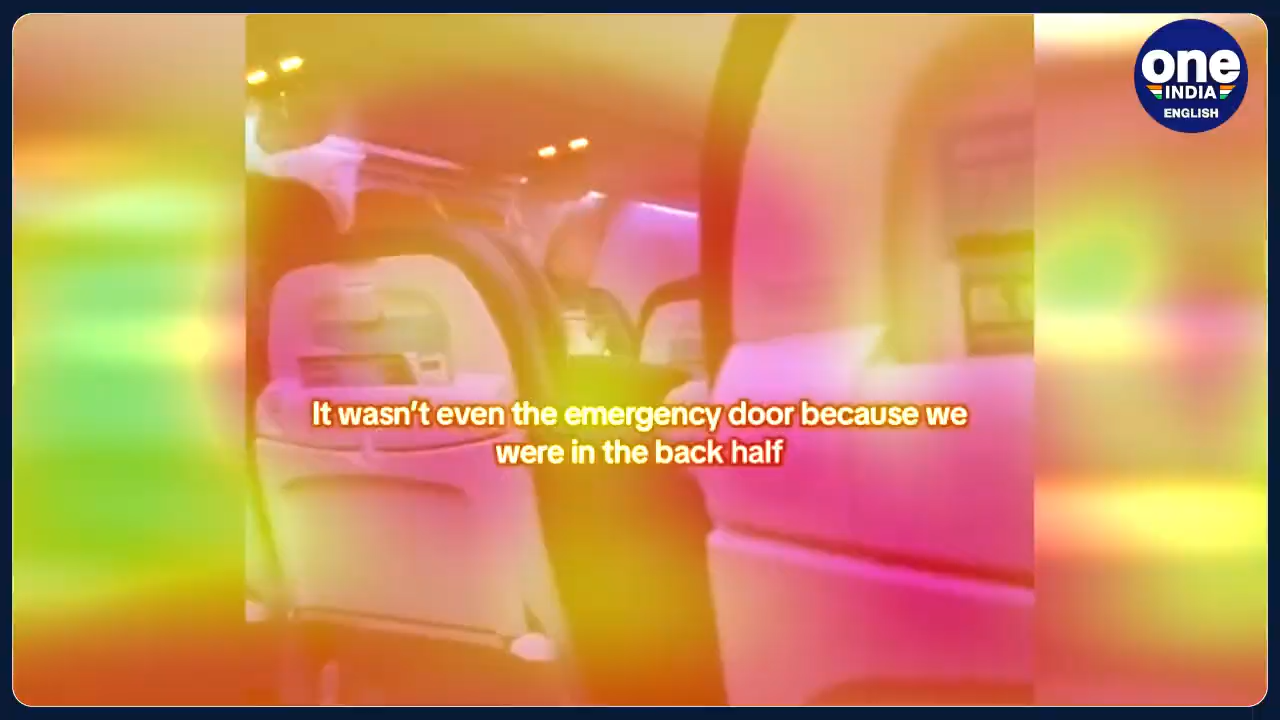 one
INDIA
ENGLISH
It wasn't even the emergency door because we
were in the back half